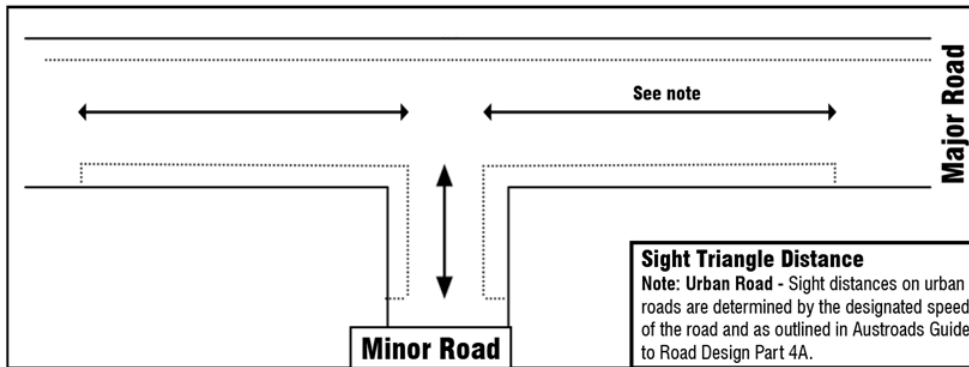 See note
Major Road
Sight Triangle Distance
Note: Urban Road - Sight distances on urban
roads are determined by the designated speed
of the road and as outlined in Austroads Guide
to Road Design Part 4A.
Minor Road